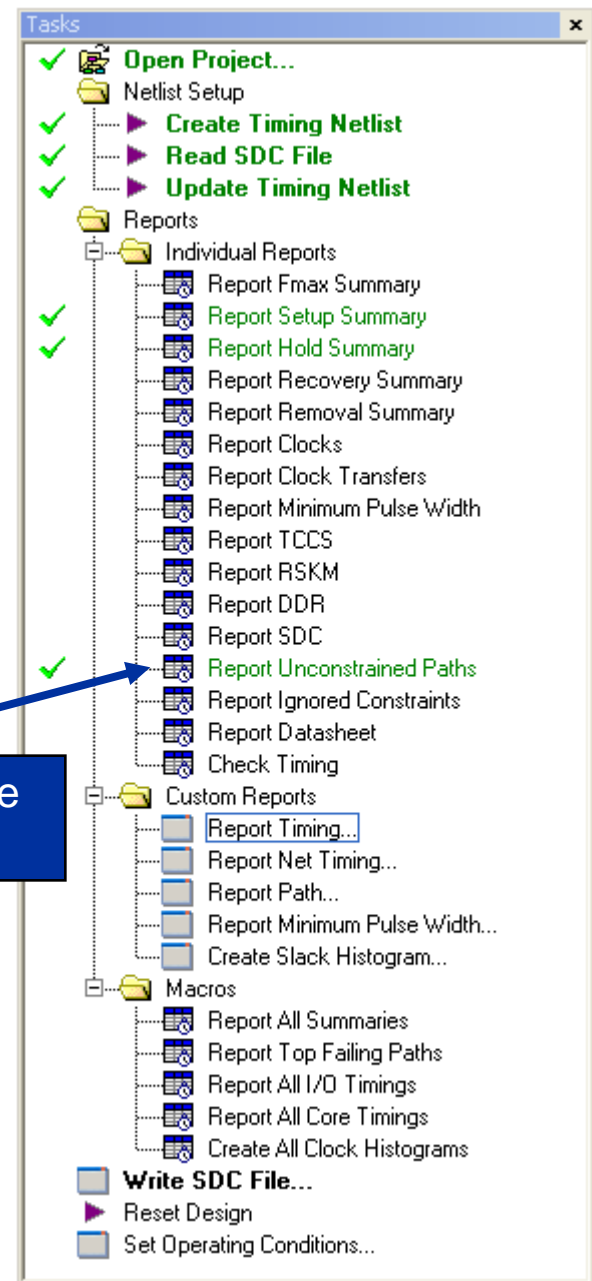 Tasks
Open Project...
Netlist Setup
Create Timing Netlist
Read SDC File
Update Timing Netlist
Reports
Individual Reports
Report Fmax Summary
Report Setup Summary
Report Hold Summary
Report Recovery Summary
Report Removal Summary
Report Clocks
Report Clock Transfers
Report Minimum Pulse Width
Report TCCS
Report RSKM
Report DDR
Report SDC
Report Unconstrained Paths
Report Ignored Constraints
Report Datasheet
Check Timing
e
Custom Reports
Report Timing...
Report Net Timing...
Report Path...
Report Minimum Pulse Width...
Create Slack Histogram...
Macros
Report All Summaries
Report Top Failing Paths
Report All I/O Timings
Report All Core Timings
Create All Clock Histograms
Write SDC File...
Reset Design
Set Operating Conditions...